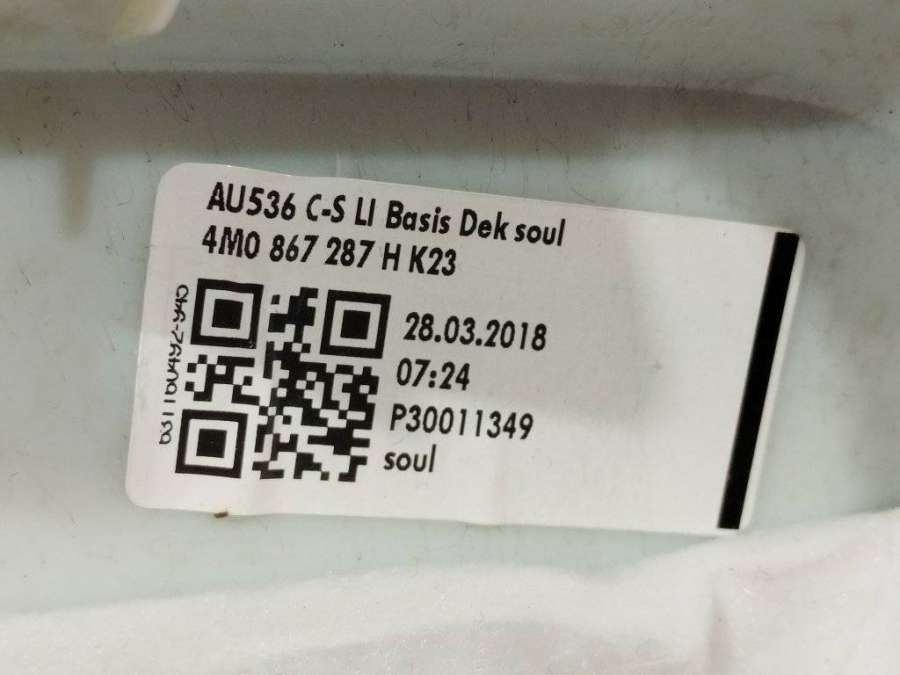 AU536 C-S LI Basis Dek soul
4M0 867 287 H K23
28.03.2018
07:24
P30011349
soul